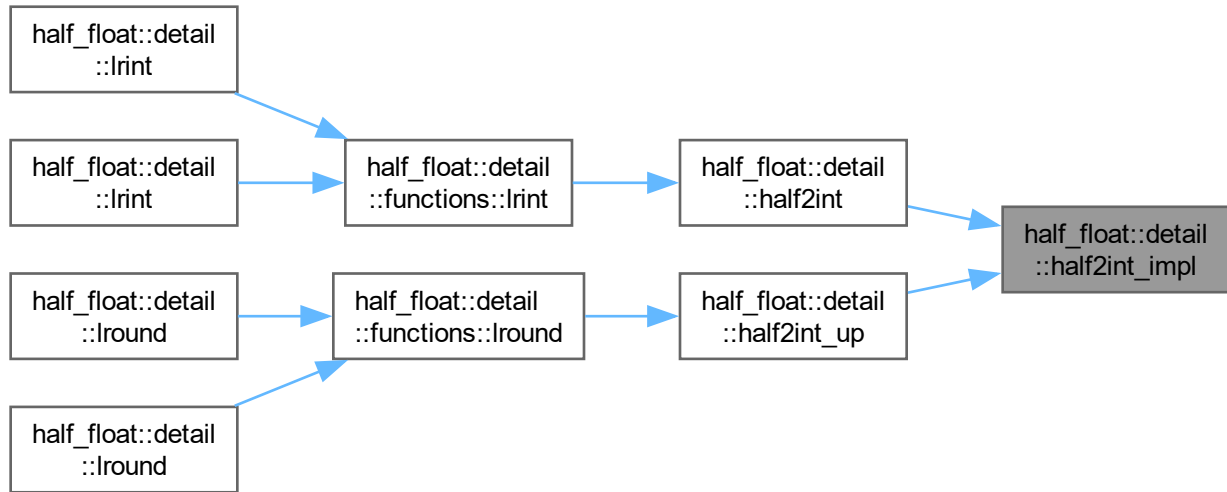 half_float::detail
::lrint
half_float::detail
::lrint
half_float::detail
::functions::lrint
half_float::detail
::half2int
half_float::detail
::half2int_impl
half_float::detail
::lround
half_float::detail
::functions::lround
half_float::detail
::half2int_up
half_float::detail
::lround